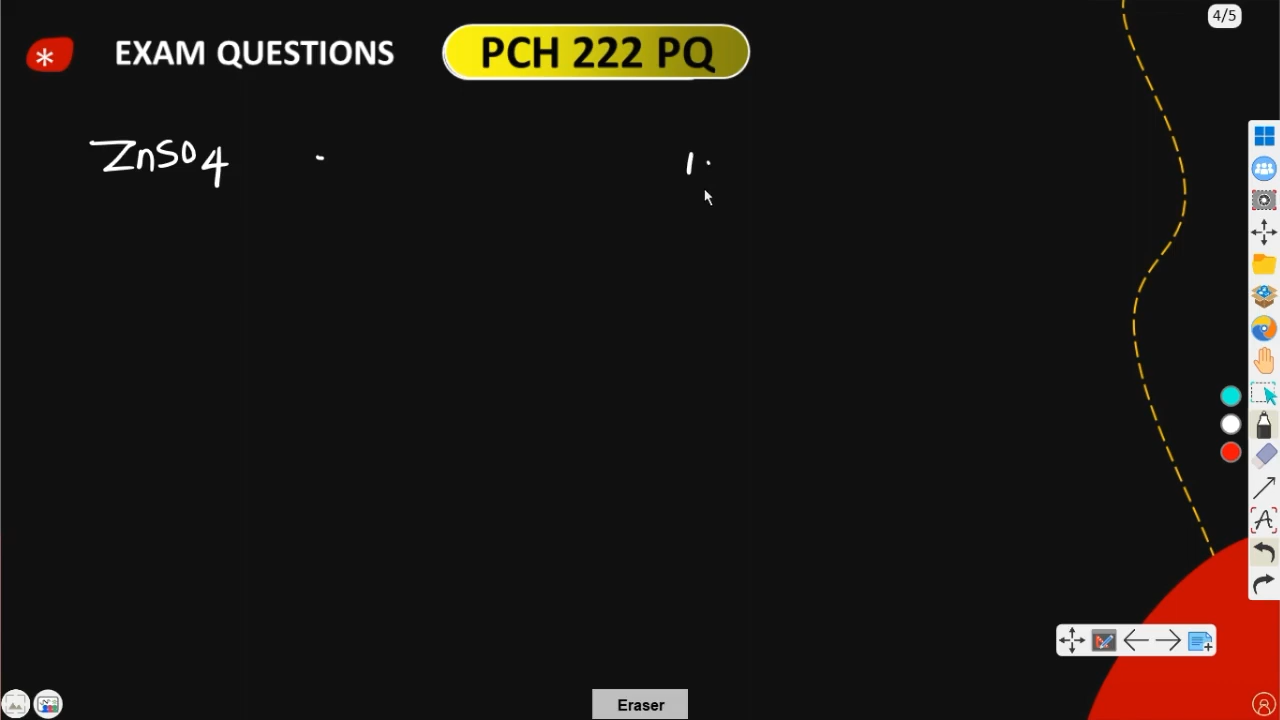 4/5
* EXAM QUESTIONS PCH 222 PQ
ZnSO4 . 1.
Eraser